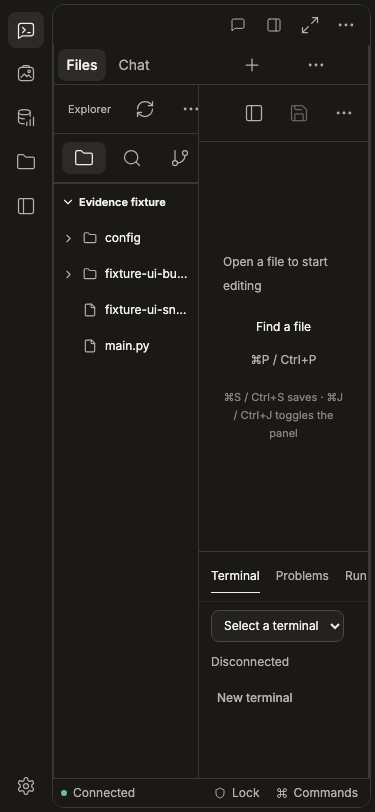 Files Chat
Explorer
Evidence fixture
config
fixture-ui-bu...
fixture-ui-sn...
main.py
Open a file to start
editing
Find a file
⌘P / Ctrl+P
⌘S / Ctrl+S saves · ⌘J
/ Ctrl+J toggles the
panel
Terminal Problems Run
Select a terminal
Disconnected
New terminal
Connected Lock ⌘ Commands